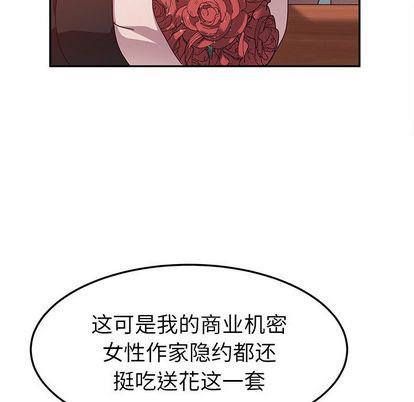 这可是我的商业机密
女性作家隐约都还
挺吃送花这一套